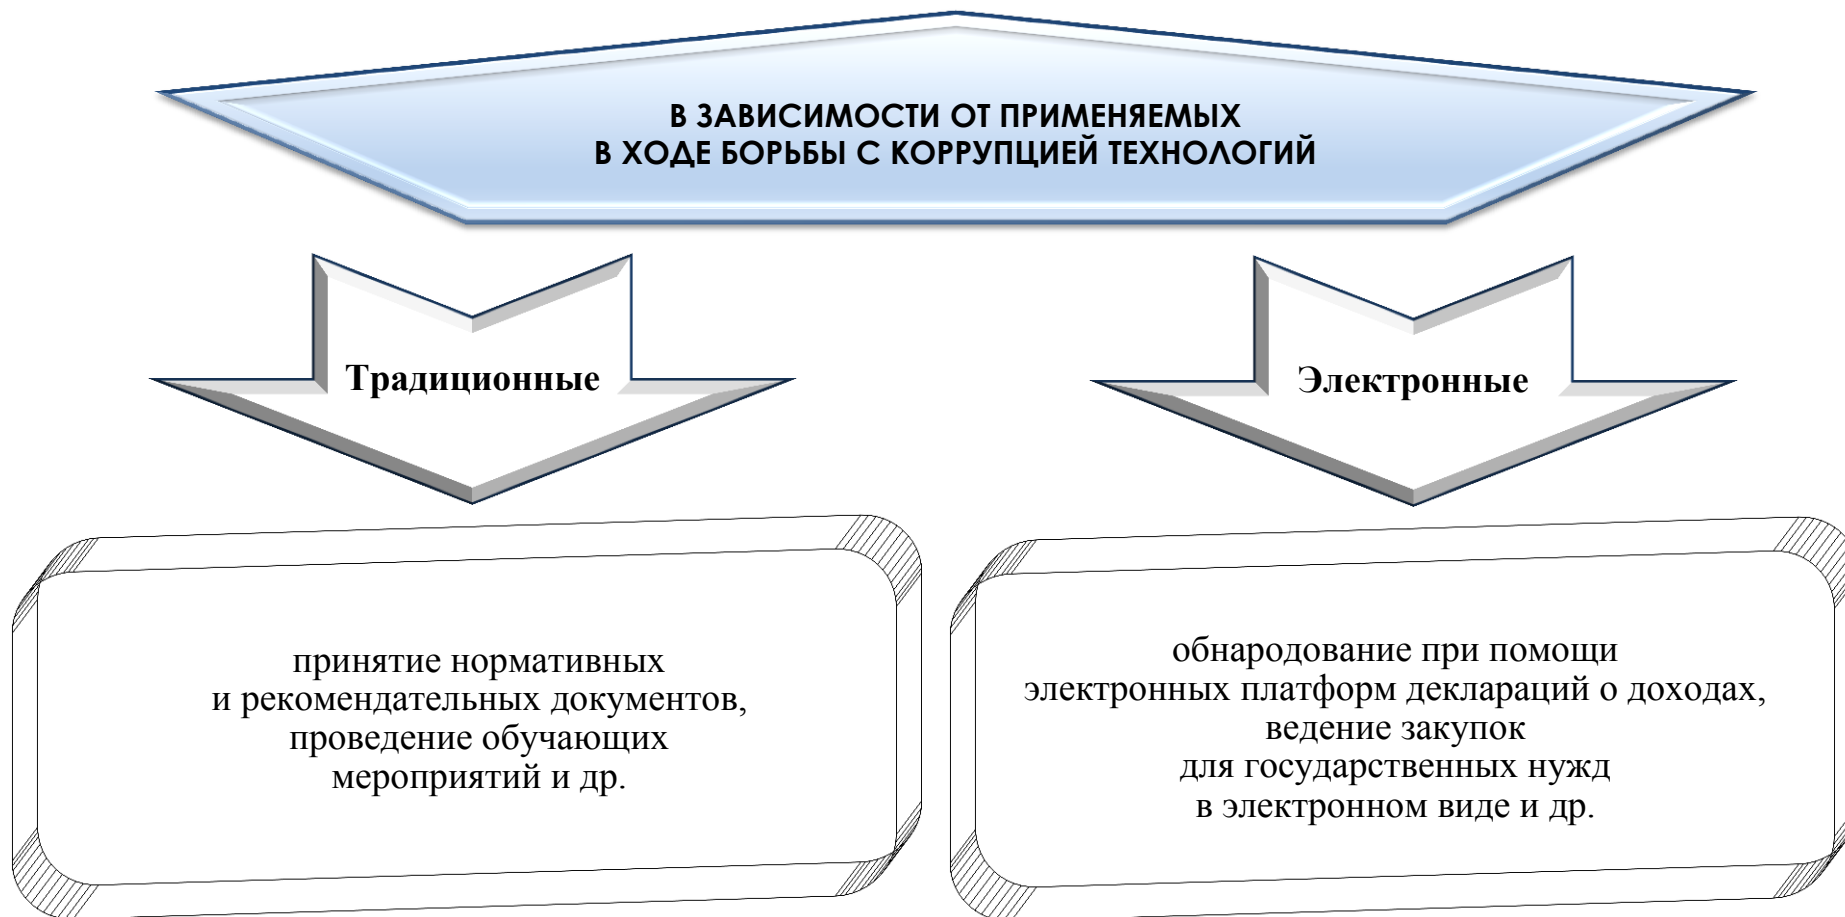 В ЗАВИСИМОСТИ ОТ ПРИМЕНЯЕМЫХ
В ХОДЕ БОРЬБЫ С КОРРУПЦИЕЙ ТЕХНОЛОГИЙ
Традиционные
Электронные
принятие нормативных
и рекомендательных документов,
проведение обучающих
мероприятий и др.
обнародование при помощи
электронных платформ деклараций о доходах,
ведение закупок
для государственных нужд
в электронном виде и др.